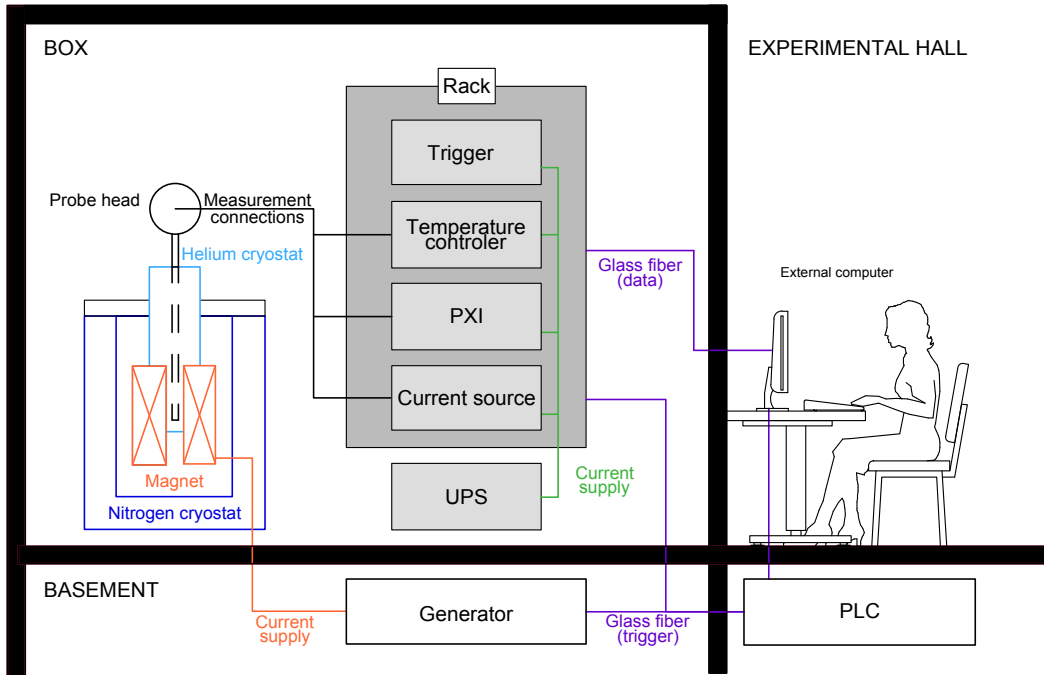 BOX
EXPERIMENTAL HALL
Rack
Trigger
Probe head
Measurement
connections
Temperature
controler
Helium cryostat
Glass fiber
(data)
External computer
PXI
Current source
Magnet
Nitrogen cryostat
UPS
Current
supply
BASEMENT
Generator
Current
supply
Glass fiber
(trigger)
PLC